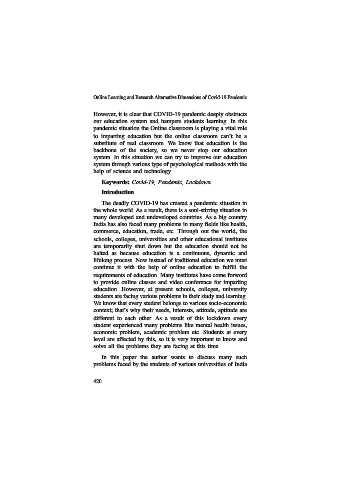 Online Learning and Research Alternative Dimensions of Covid-19 Pandemic
However, it is clear that COVID-19 pandemic deeply obstructs
our education system and hampers students learning. In this
pandemic situation the Online classroom is playing a vital role
to imparting education but the online classroom can't be a
substitute of real classroom. We know that education is the
backbone of the society, so we never stop our education
system. In this situation we can try to improve our education
system through various type of psychological methods with the
help of science and technology.
Keywords: Covid-19, Pandemic, Lockdown.
Introduction
The deadly COVID-19 has created a pandemic situation in
the whole world. As a result, there is a soul-stirring situation in
many developed and undeveloped countries. As a big country
India has also faced many problems in many fields like health,
commerce, education, trade, etc. Through out the world, the
schools, colleges, universities and other educational institutes
are temporarily shut down but the education should not be
halted as because education is a continuous, dynamic and
lifelong process. Now instead of traditional education we must
continue it with the help of online education to fulfill the
requirements of education. Many institutes have come forward
to provide online classes and video conference for imparting
education. However, at present schools, colleges, university
students are facing various problems in their study and learning.
We know that every student belongs to various socio-economic
context; that's why their needs, interests, attitude, aptitude are
different to each other. As a result of this lockdown every
student experienced many problems like mental health issues,
economic problem, academic problem etc. Students at every
level are affected by this, so it is very important to know and
solve all the problems they are facing at this time.
In this paper the author wants to discuss many such
problems faced by the students of various universities of India
420